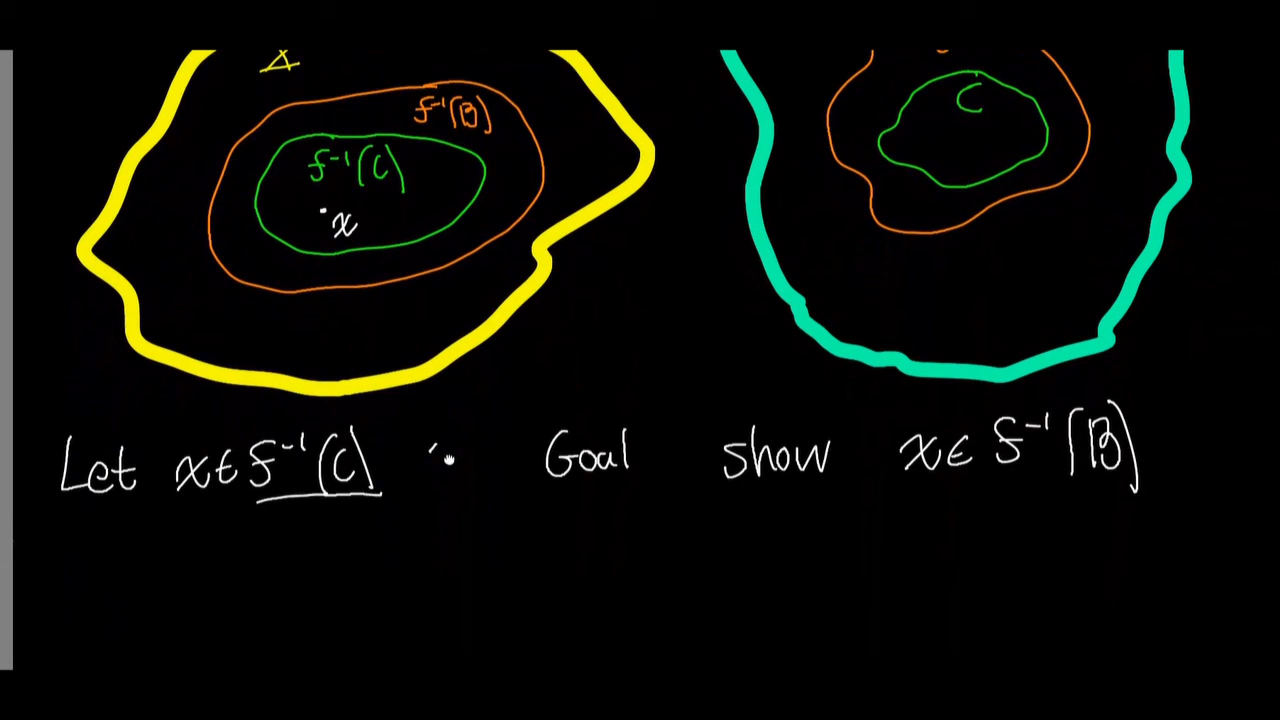 A
f⁻¹(B)
C
f⁻¹(C)
x
Let x∈f⁻¹(C) Goal show x∈ f⁻¹(B)